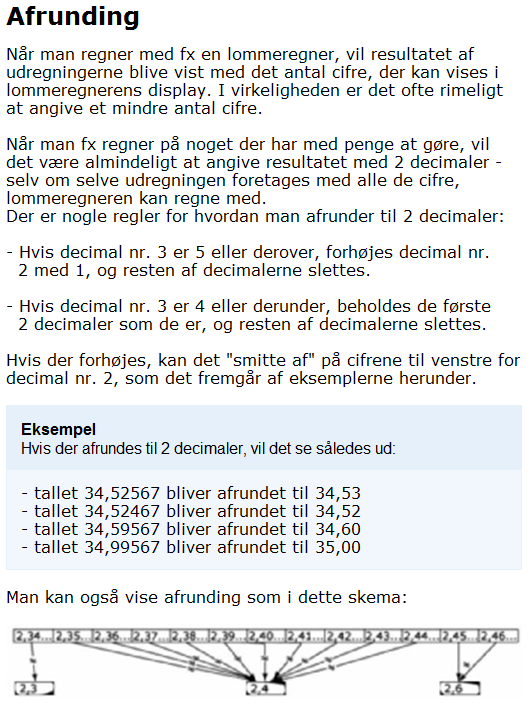 Afrunding
Når man regner med fx en lommeregner, vil resultatet af
udregningerne blive vist med det antal cifre, der kan vises i
lommeregnerens display. I virkeligheden er det ofte rimeligt
at angive et mindre antal cifre.
Når man fx regner på noget der har med penge at gøre, vil
det være almindeligt at angive resultatet med 2 decimaler -
selv om selve udregningen foretages med alle de cifre,
lommeregneren kan regne med.
Der er nogle regler for hvordan man afrunder til 2 decimaler:
- Hvis decimal nr. 3 er 5 eller derover, forhøjes decimal nr.
2 med 1, og resten af decimalerne slettes.
- Hvis decimal nr. 3 er 4 eller derunder, beholdes de første
2 decimaler som de er, og resten af decimalerne slettes.
Hvis der forhøjes, kan det "smitte af" på cifrene til venstre for
decimal nr. 2, som det fremgår af eksemplerne herunder.
Eksempel
Hvis der afrundes til 2 decimaler, vil det se således ud:
- tallet 34,52567 bliver afrundet til 34,53
- tallet 34,52467 bliver afrundet til 34,52
- tallet 34,59567 bliver afrundet til 34,60
- tallet 34,99567 bliver afrundet til 35,00
Man kan også vise afrunding som i dette skema:
2,34... 2,35... 2,36... 2,37... 2,38... 2,39... 2,40... 2,41... 2,42... 2,43... 2,44... 2,45... 2,46...
2,3 2,4 2,6